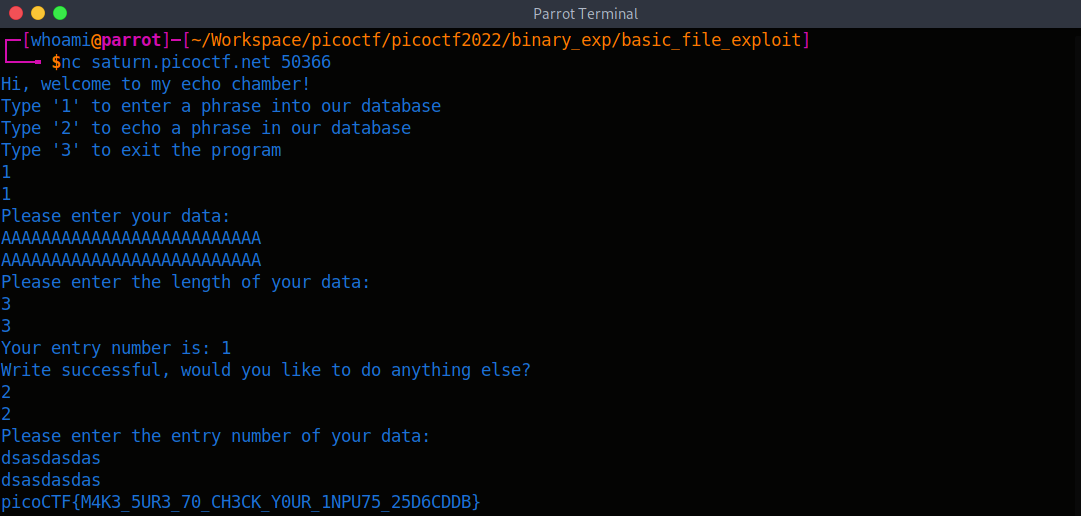 Parrot Terminal
┌─[whoami@parrot]─[~/Workspace/picoctf/picoctf2022/binary_exp/basic_file_exploit]
└──╼ $nc saturn.picoctf.net 50366
Hi, welcome to my echo chamber!
Type '1' to enter a phrase into our database
Type '2' to echo a phrase in our database
Type '3' to exit the program
1
1
Please enter your data:
AAAAAAAAAAAAAAAAAAAAAAAAAA
AAAAAAAAAAAAAAAAAAAAAAAAAA
Please enter the length of your data:
3
3
Your entry number is: 1
Write successful, would you like to do anything else?
2
2
Please enter the entry number of your data:
dsasdasdas
dsasdasdas
picoCTF{M4K3_5UR3_70_CH3CK_Y0UR_1NPU75_25D6CDDB}